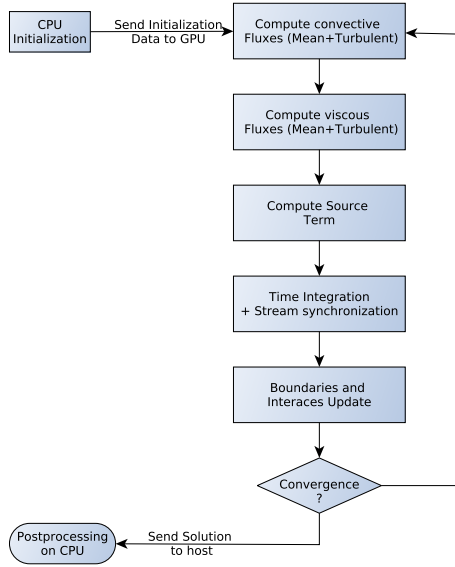 CPU
Initialization
Send Initialization
Data to GPU
Compute convective
Fluxes (Mean+Turbulent)
Compute viscous
Fluxes (Mean+Turbulent)
Compute Source
Term
Time Integration
+ Stream synchronization
Boundaries and
Interaces Update
Convergence
?
Send Solution
to host
Postprocessing
on CPU